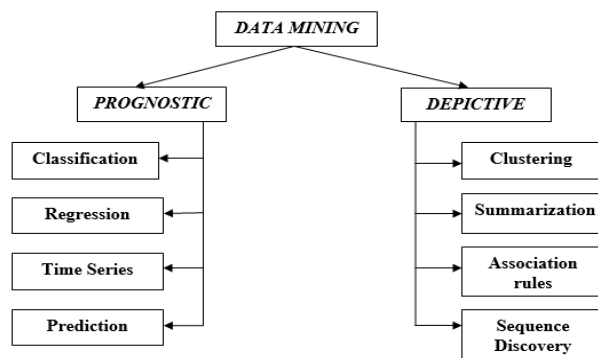 DATA MINING
PROGNOSTIC
DEPICTIVE
Classification
Regression
Time Series
Prediction
Clustering
Summarization
Association
rules
Sequence
Discovery